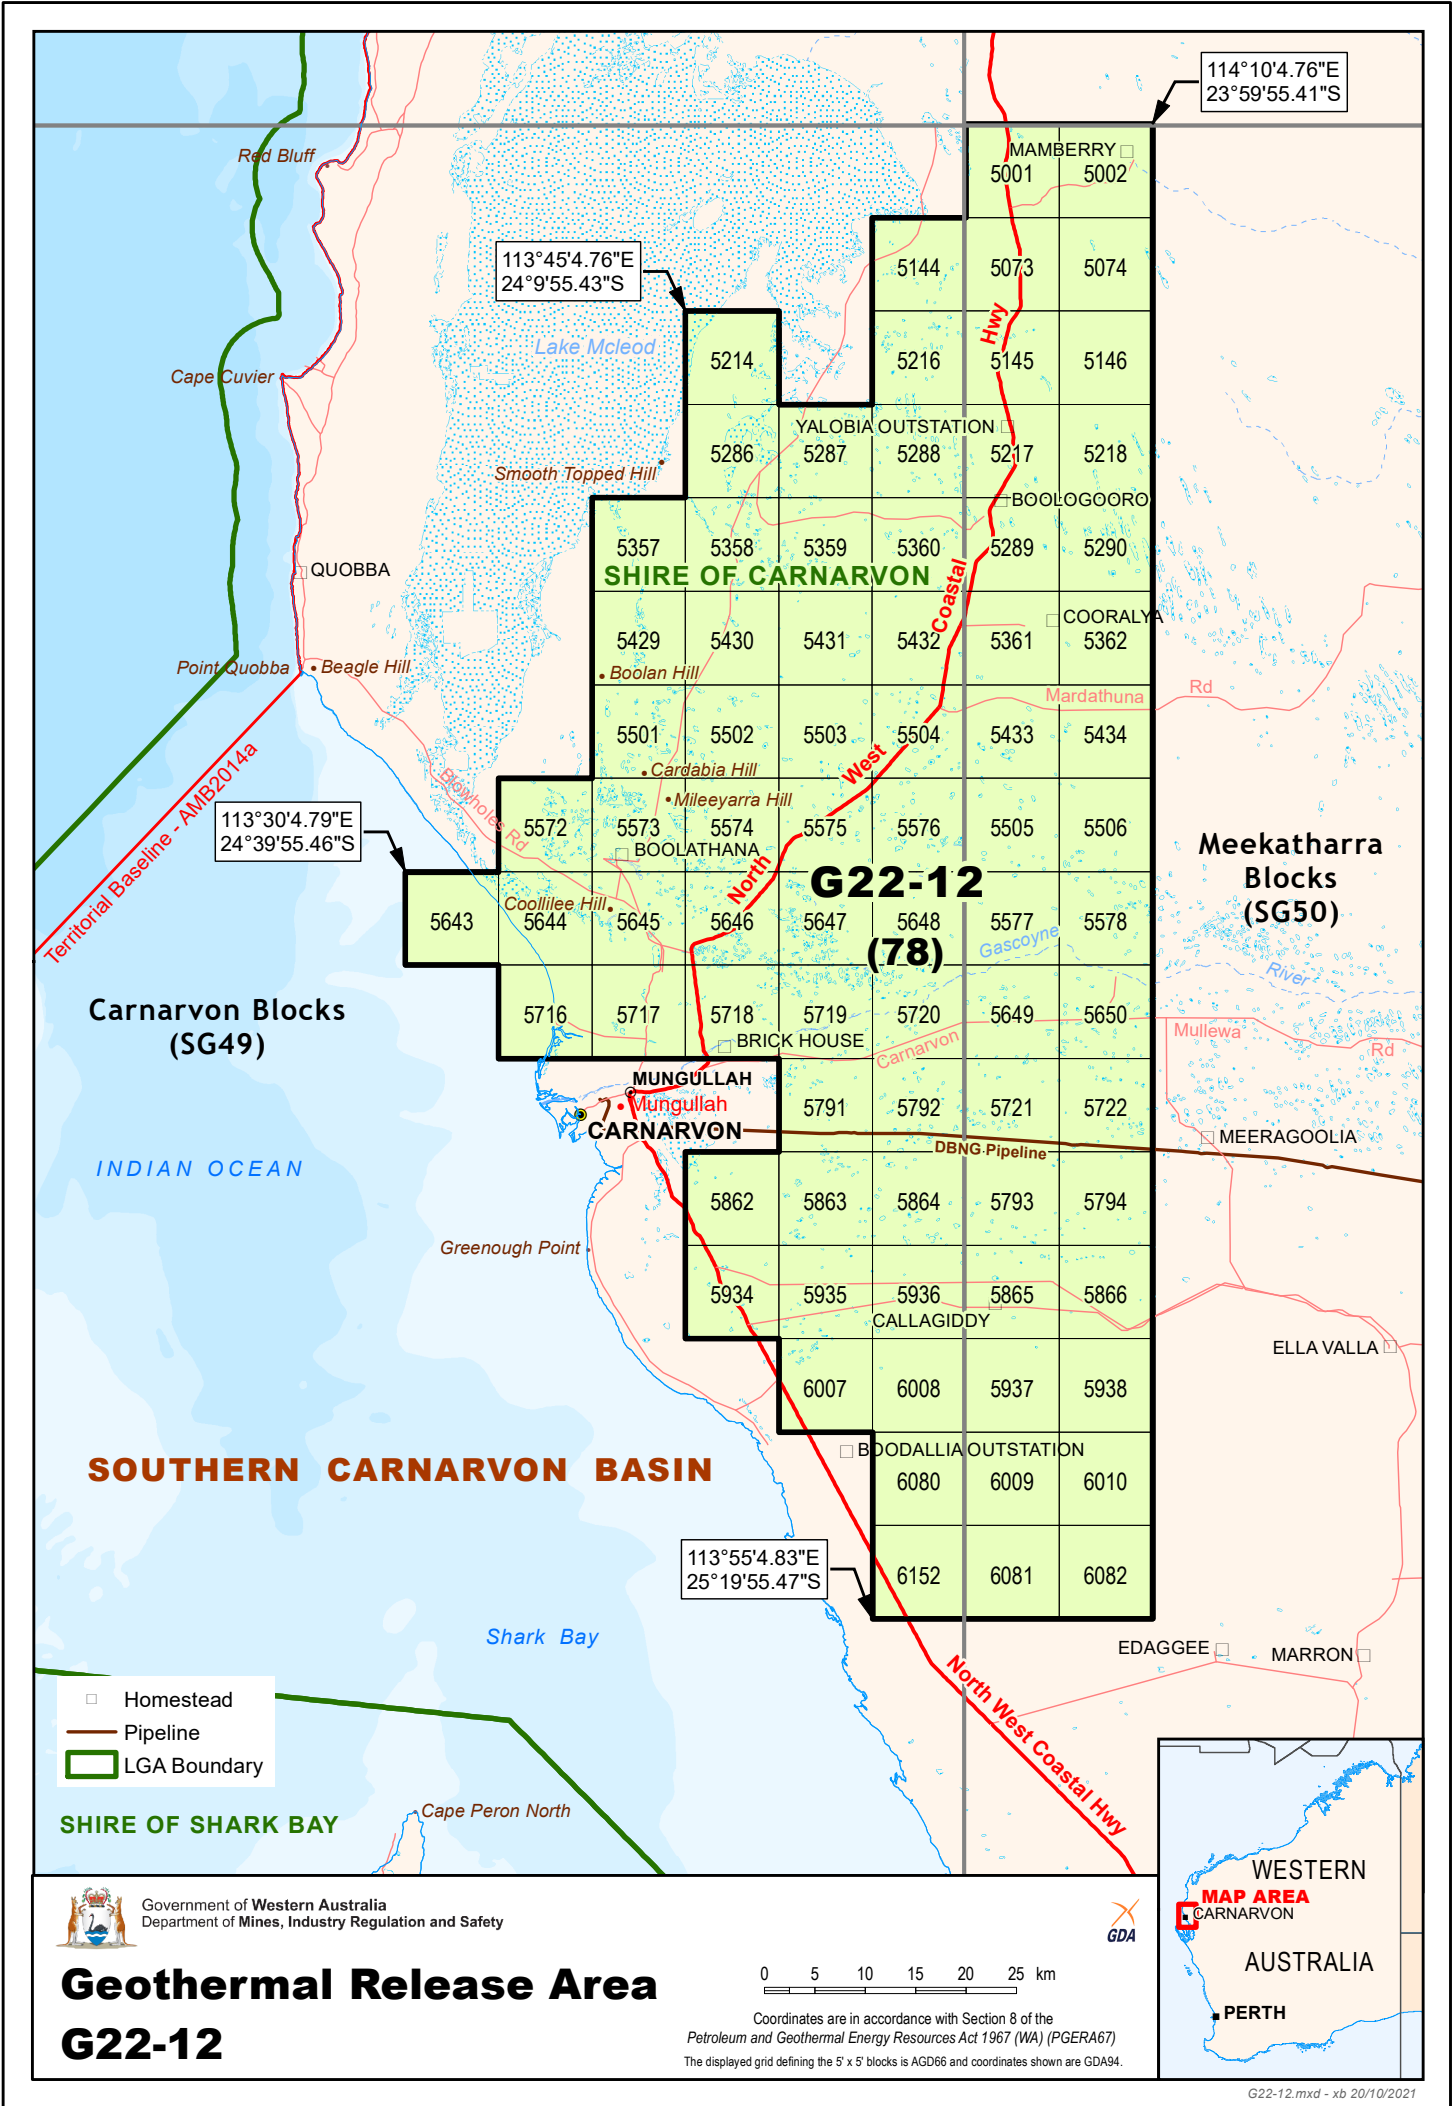 114°10'4.76"E
23°59'55.41"S
Red Bluff
MAMBERRY
5001
5002
113°45'4.76"E
24°9'55.43"S
5144
5073
5074
Hwy
Lake Mcleod
5214
5216
5145
5146
Cape Cuvier
YALOBIA OUTSTATION
Smooth Topped Hill
5286
5287
5288
5217
5218
BOOLOGOORO
5357
5358
5359
5360
5289
5290
QUOBBA
SHIRE OF CARNARVON
Coastal
COORALYA
5429
5430
5431
5432
5361
5362
Point Quobba
Beagle Hill
Boolan Hill
Mardathuna
Rd
5501
5502
5503
5504
5433
5434
West
Territorial Baseline - AMB2014a
Cardabia Hill
Mileeyarra Hill
Blowholes Rd
113°30'4.79"E
24°39'55.46"S
5572
5573
5574
5575
5576
5505
5506
BOOLATHANA
North
Meekatharra
Blocks
(SG50)
G22-12
(78)
Coollilee Hill
5643
5644
5645
5646
5647
5648
5577
5578
Gascoyne
River
Carnarvon Blocks
(SG49)
5716
5717
5718
5719
5720
5649
5650
BRICK HOUSE
Carnarvon
Mullewa
Rd
MUNGULLAH
Mungullah
CARNARVON
5791
5792
5721
5722
DBNG Pipeline
MEERAGOOLIA
INDIAN OCEAN
5862
5863
5864
5793
5794
Greenough Point
5934
5935
5936
5865
5866
CALLAGIDDY
ELLA VALLA
6007
6008
5937
5938
BOODALLIA OUTSTATION
SOUTHERN CARNARVON BASIN
6080
6009
6010
113°55'4.83"E
25°19'55.47"S
6152
6081
6082
Shark Bay
EDAGGEE
MARRON
North West Coastal Hwy
Homestead
Pipeline
LGA Boundary
SHIRE OF SHARK BAY
Cape Peron North
WESTERN
MAP AREA
CARNARVON
AUSTRALIA
PERTH
Government of Western Australia
Department of Mines, Industry Regulation and Safety
GDA
Geothermal Release Area
G22-12
0 5 10 15 20 25 km
Coordinates are in accordance with Section 8 of the
Petroleum and Geothermal Energy Resources Act 1967 (WA) (PGERA67)
The displayed grid defining the 5' x 5' blocks is AGD66 and coordinates shown are GDA94.
G22-12.mxd - xb 20/10/2021